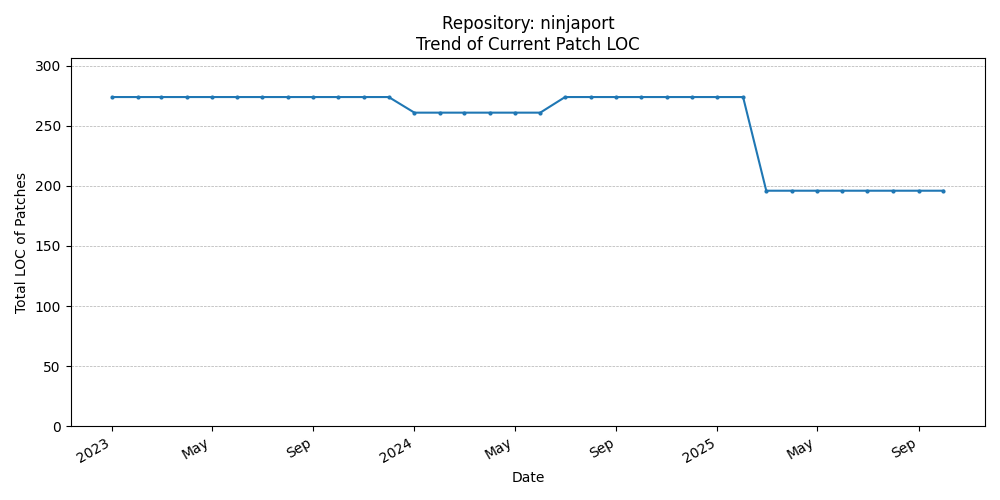 Repository: ninjaport
Trend of Current Patch LOC
Total LOC of Patches
300
250
200
150
100
50
0
2023
May
Sep
2024
May
Sep
2025
May
Sep
Date